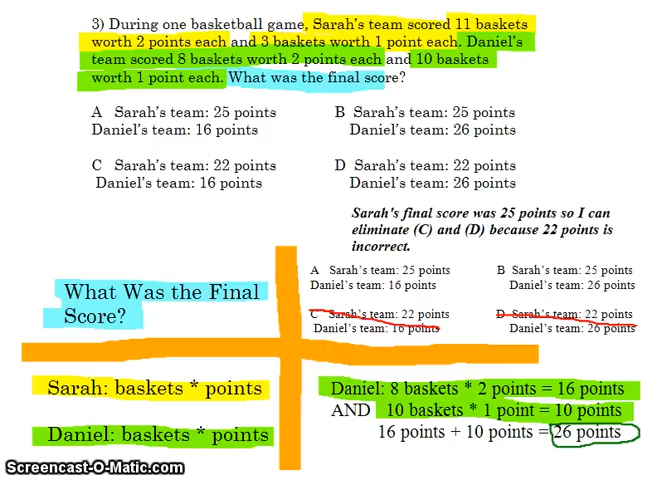 3) During one basketball game, Sarah's team scored 11 baskets
worth 2 points each and 3 baskets worth 1 point each. Daniel's
team scored 8 baskets worth 2 points each and 10 baskets
worth 1 point each. What was the final score?
A Sarah's team: 25 points
Daniel's team: 16 points
B Sarah's team: 25 points
Daniel's team: 26 points
C Sarah's team: 22 points
Daniel's team: 16 points
D Sarah's team: 22 points
Daniel's team: 26 points
Sarah's final score was 25 points so I can
eliminate (C) and (D) because 22 points is
incorrect.
A Sarah's team: 25 points
Daniel's team: 16 points
B Sarah's team: 25 points
Daniel's team: 26 points
C Sarah's team: 22 points
Daniel's team: 16 points
D Sarah's team: 22 points
Daniel's team: 26 points
What Was the Final
Score?
Sarah: baskets * points
Daniel: baskets * points
Daniel: 8 baskets * 2 points = 16 points
AND 10 baskets * 1 point = 10 points
16 points + 10 points = 26 points
Screencast-O-Matic.com